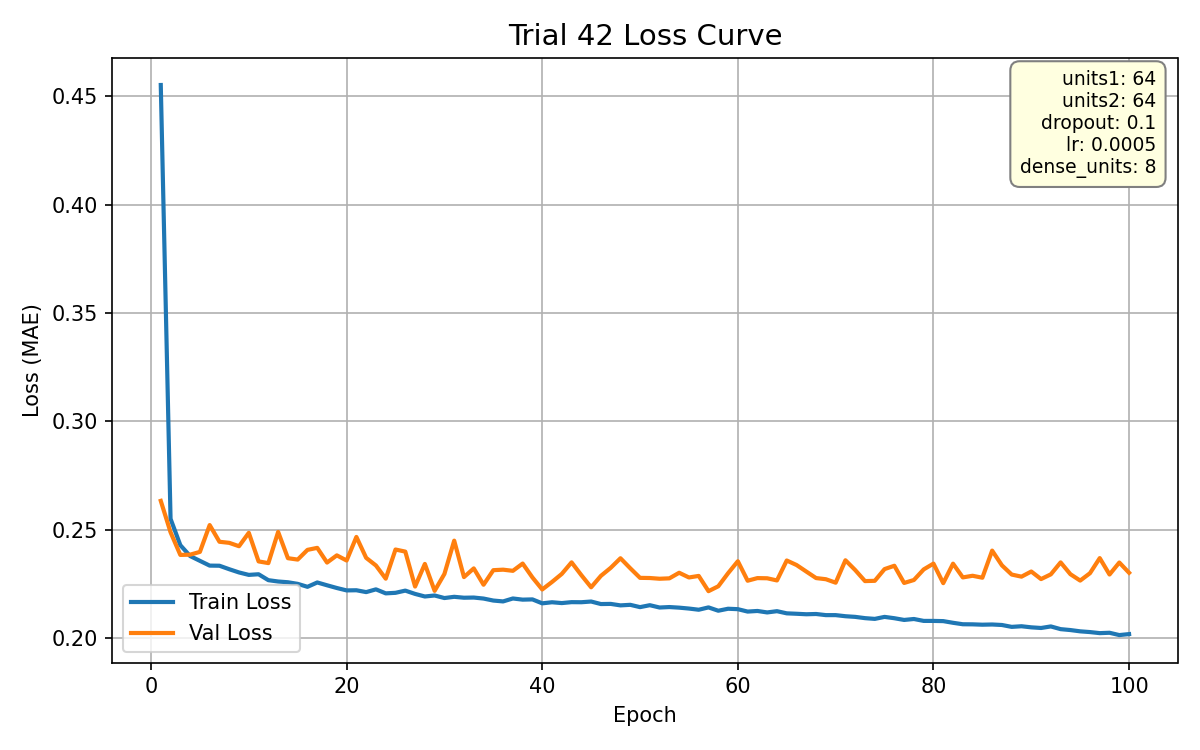 Trial 42 Loss Curve
units1: 64
units2: 64
dropout: 0.1
lr: 0.0005
dense_units: 8
Loss (MAE)
0.45
0.40
0.35
0.30
0.25
0.20
Train Loss
Val Loss
0 20 40 60 80 100
Epoch